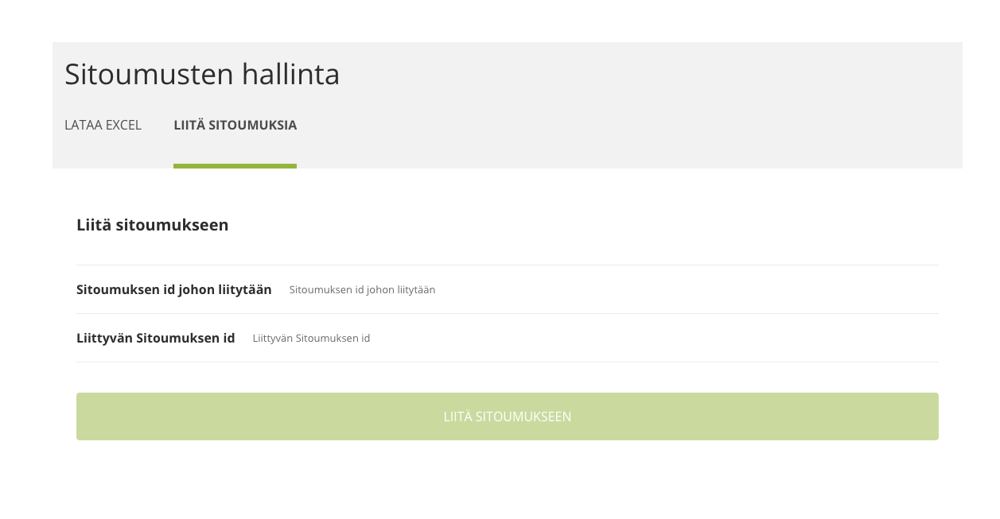 Sitoumusten hallinta
LATAA EXCEL LIITÄ SITOUMUKSIA
Liitä sitoumukseen
Sitoumuksen id johon liitytään Sitoumuksen id johon liitytään
Liittyvän Sitoumuksen id Liittyvän Sitoumuksen id
LIITÄ SITOUMUKSEEN